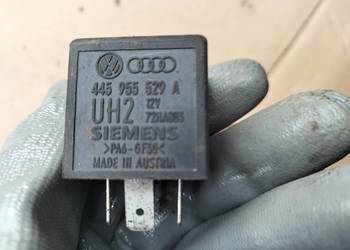 445 955 529 A
UH2 12V
SIEMENS
>PA6-GF30<
MADE IN AUSTRIA